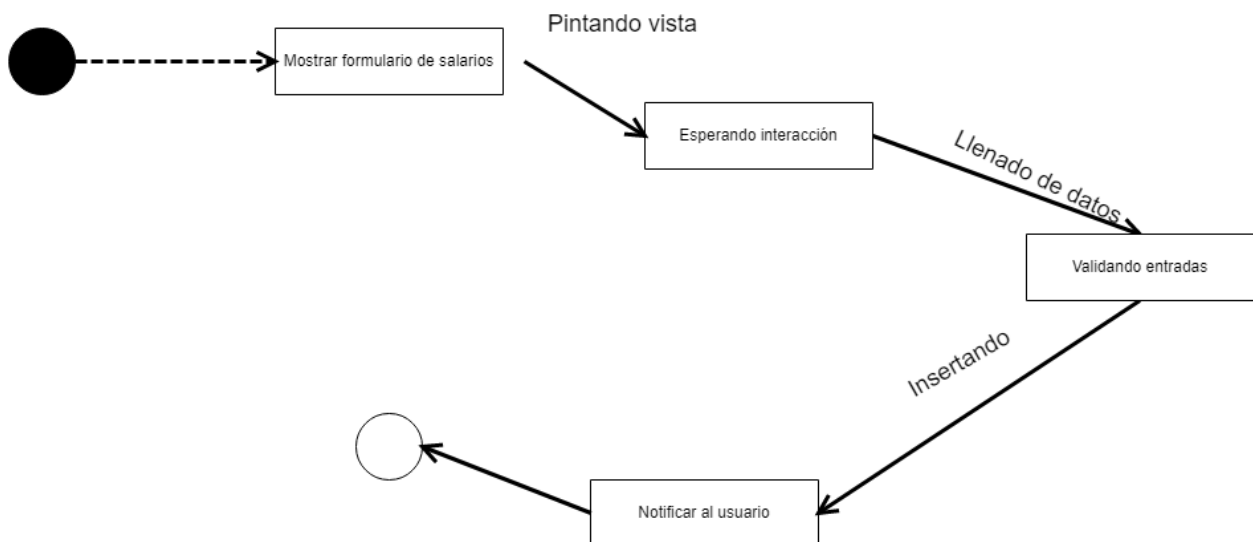 Pintando vista
Mostrar formulario de salarios
Esperando interacción
Llenado de datos
Validando entradas
Insertando
Notificar al usuario